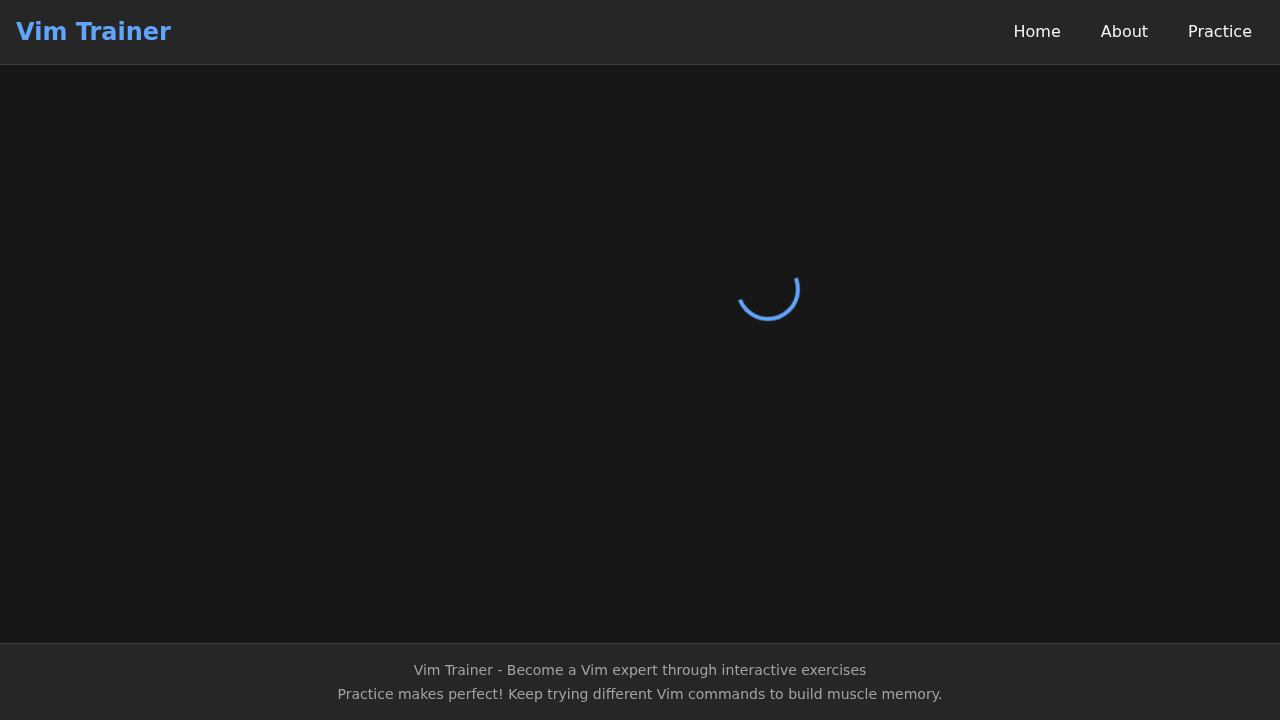 Vim Trainer
Home About Practice
Vim Trainer - Become a Vim expert through interactive exercises
Practice makes perfect! Keep trying different Vim commands to build muscle memory.